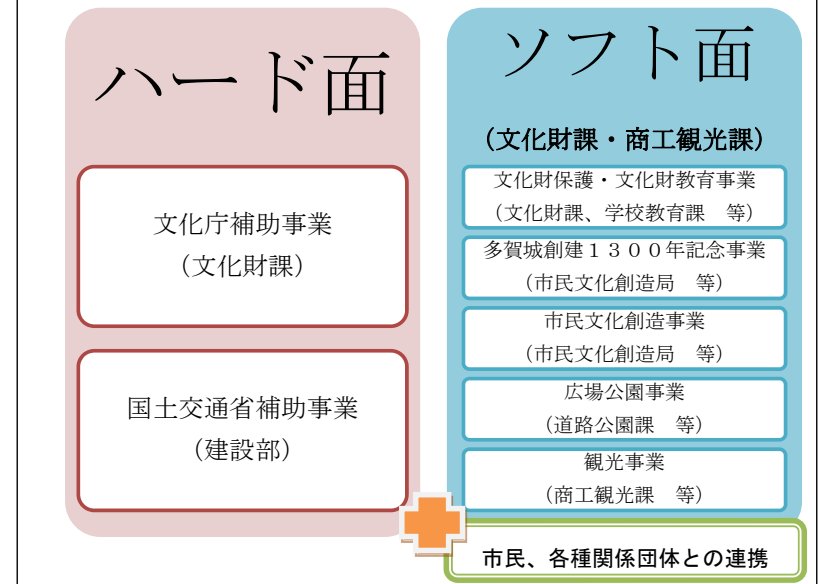 ハード面
文化庁補助事業
（文化財課）
国土交通省補助事業
（建設部）
ソフト面
（文化財課・商工観光課）
文化財保護・文化財教育事業
（文化財課、学校教育課　等）
多賀城創建１３００年記念事業
（市民文化創造局　等）
市民文化創造事業
（市民文化創造局　等）
広場公園事業
（道路公園課　等）
観光事業
（商工観光課　等）
市民、各種関係団体との連携